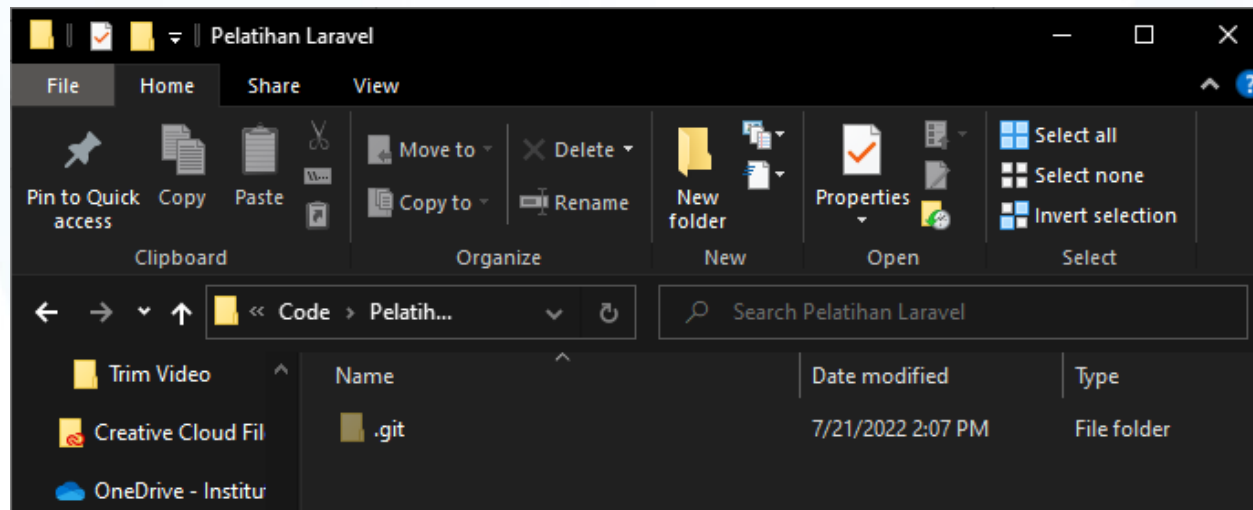 Pelatihan Laravel
File Home Share View
Pin to Quick access
Copy
Paste
Move to
Copy to
Delete
Rename
New folder
Properties
Select all
Select none
Invert selection
Clipboard Organize New Open Select
« Code > Pelatih...
Search Pelatihan Laravel
Trim Video
Creative Cloud Fil
OneDrive - Institu
Name Date modified Type
.git 7/21/2022 2:07 PM File folder